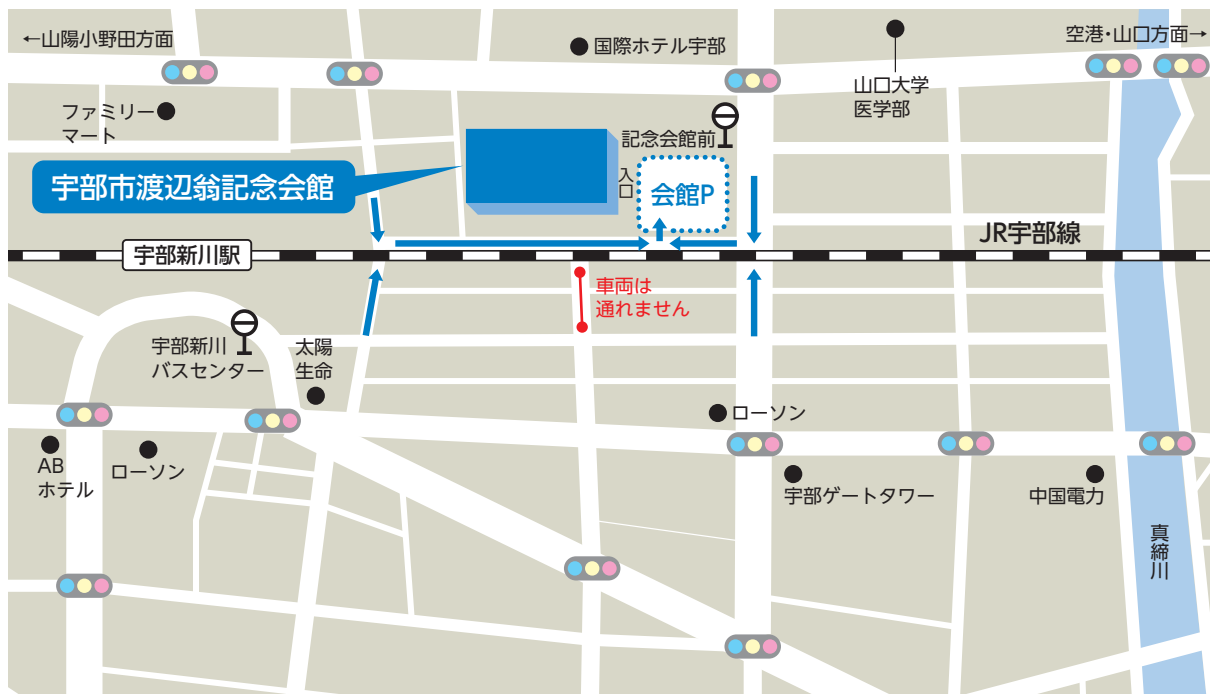 ←山陽小野田方面
国際ホテル宇部
空港・山口方面→
山口大学
医学部
ファミリー
マート
記念会館前
宇部市渡辺翁記念会館
入口
会館P
JR宇部線
宇部新川駅
車両は
通れません
宇部新川
バスセンター
太陽
生命
ローソン
AB
ホテル
ローソン
宇部ゲートタワー
中国電力
真締川